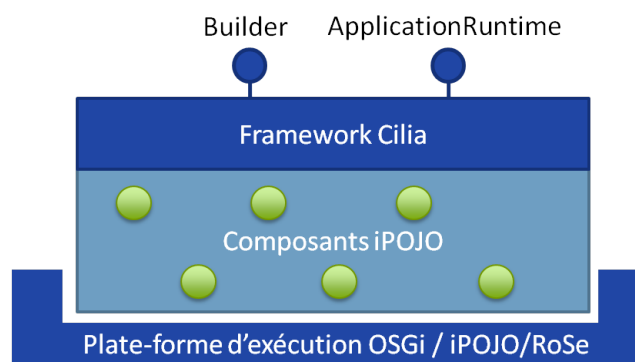 Builder
ApplicationRuntime
Framework Cilia
Composants iPOJO
Plate-forme d'exécution OSGi / iPOJO/RoSe